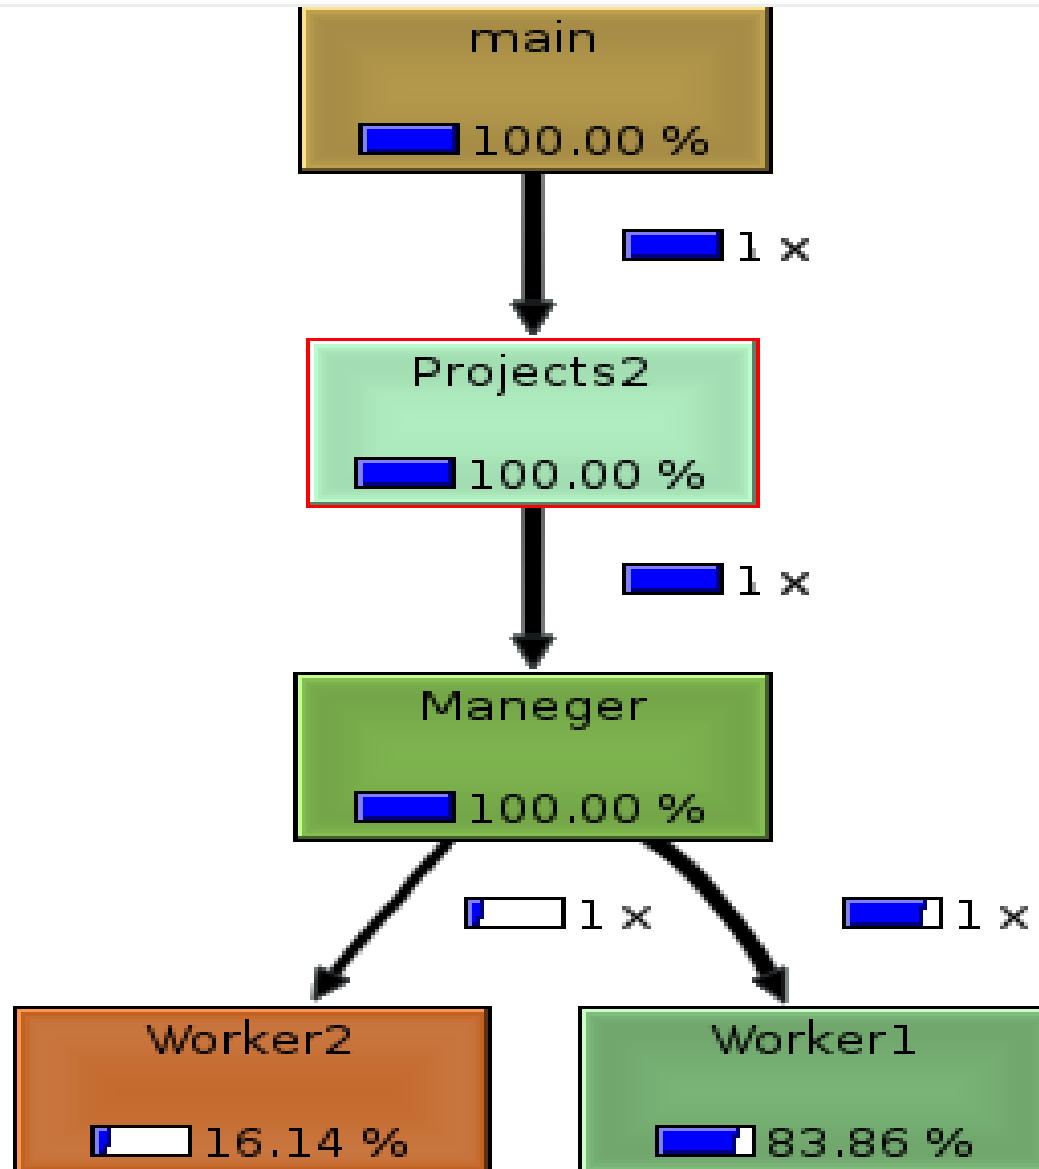 main
100.00 %
1 x
Projects2
100.00 %
1 x
Maneger
100.00 %
1 x
1 x
Worker2
16.14 %
Worker1
83.86 %